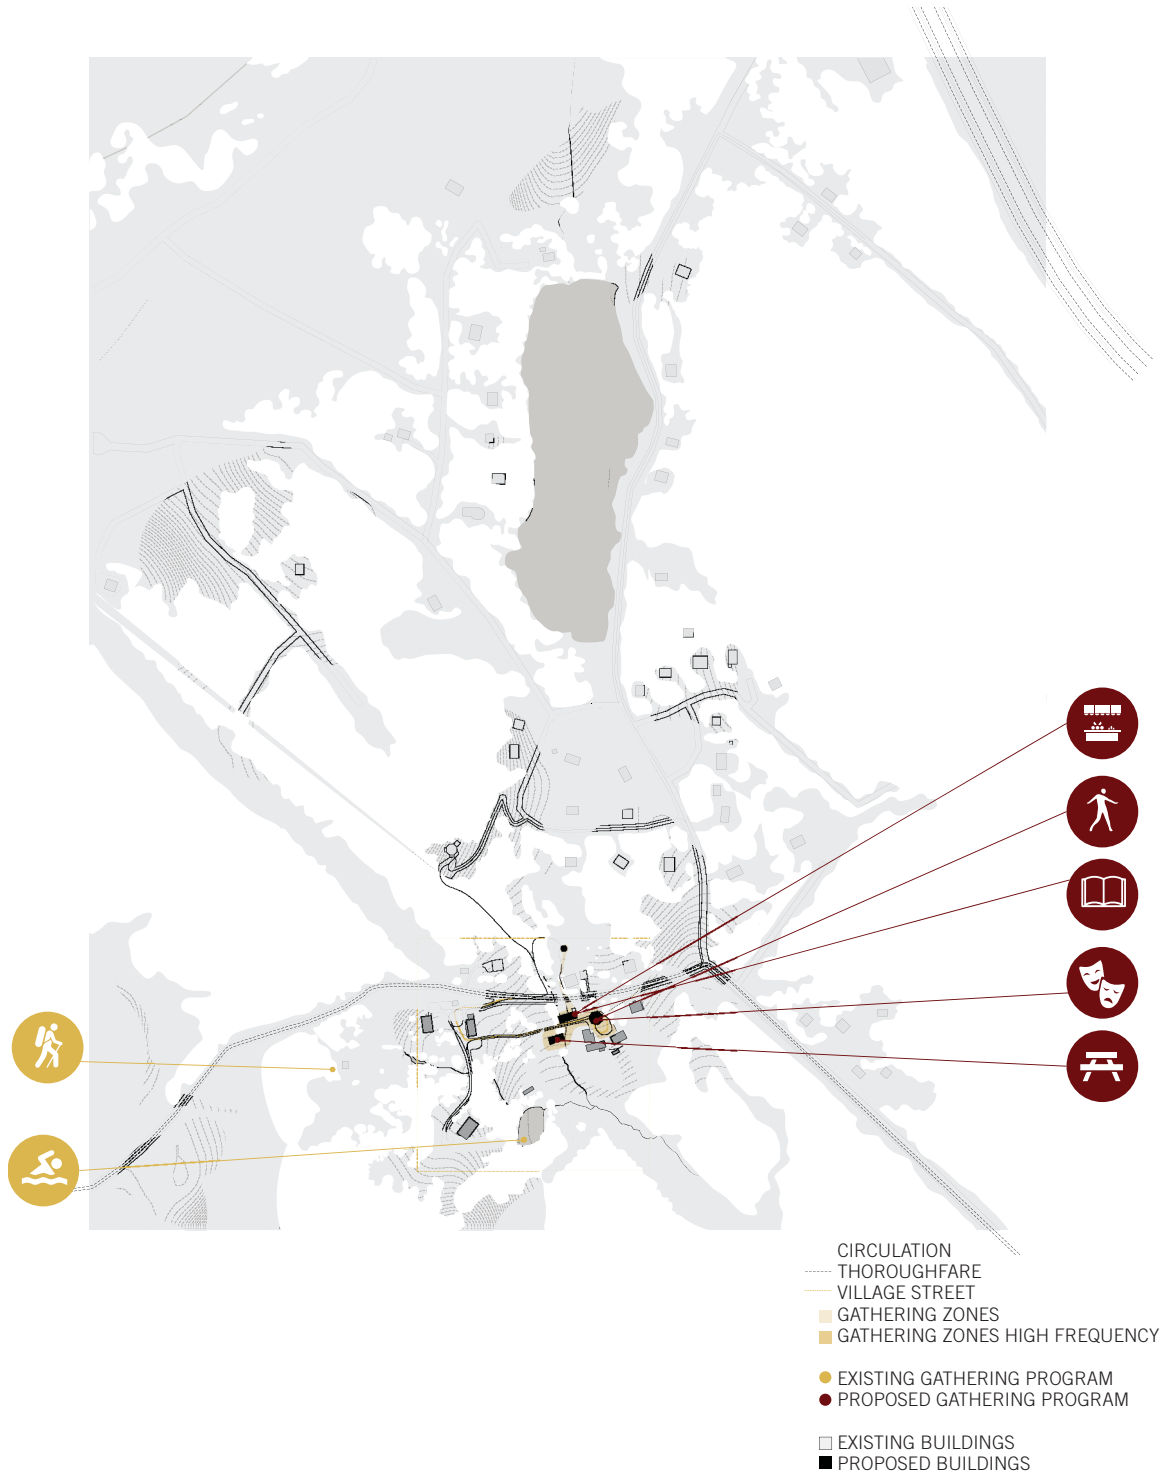 CIRCULATION
THOROUGHFARE
VILLAGE STREET
GATHERING ZONES
GATHERING ZONES HIGH FREQUENCY
EXISTING GATHERING PROGRAM
PROPOSED GATHERING PROGRAM
EXISTING BUILDINGS
PROPOSED BUILDINGS